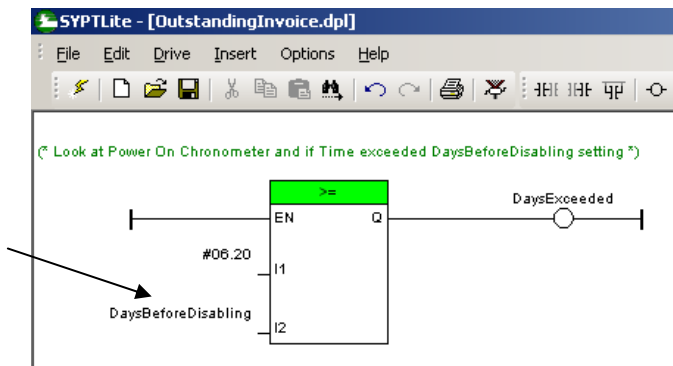 SYPTLite - [OutstandingInvoice.dpl]
File Edit Drive Insert Options Help
(* Look at Power On Chronometer and if Time exceeded DaysBeforeDisabling setting *)
>=
DaysExceeded
EN Q
#06.20
I1
DaysBeforeDisabling
I2